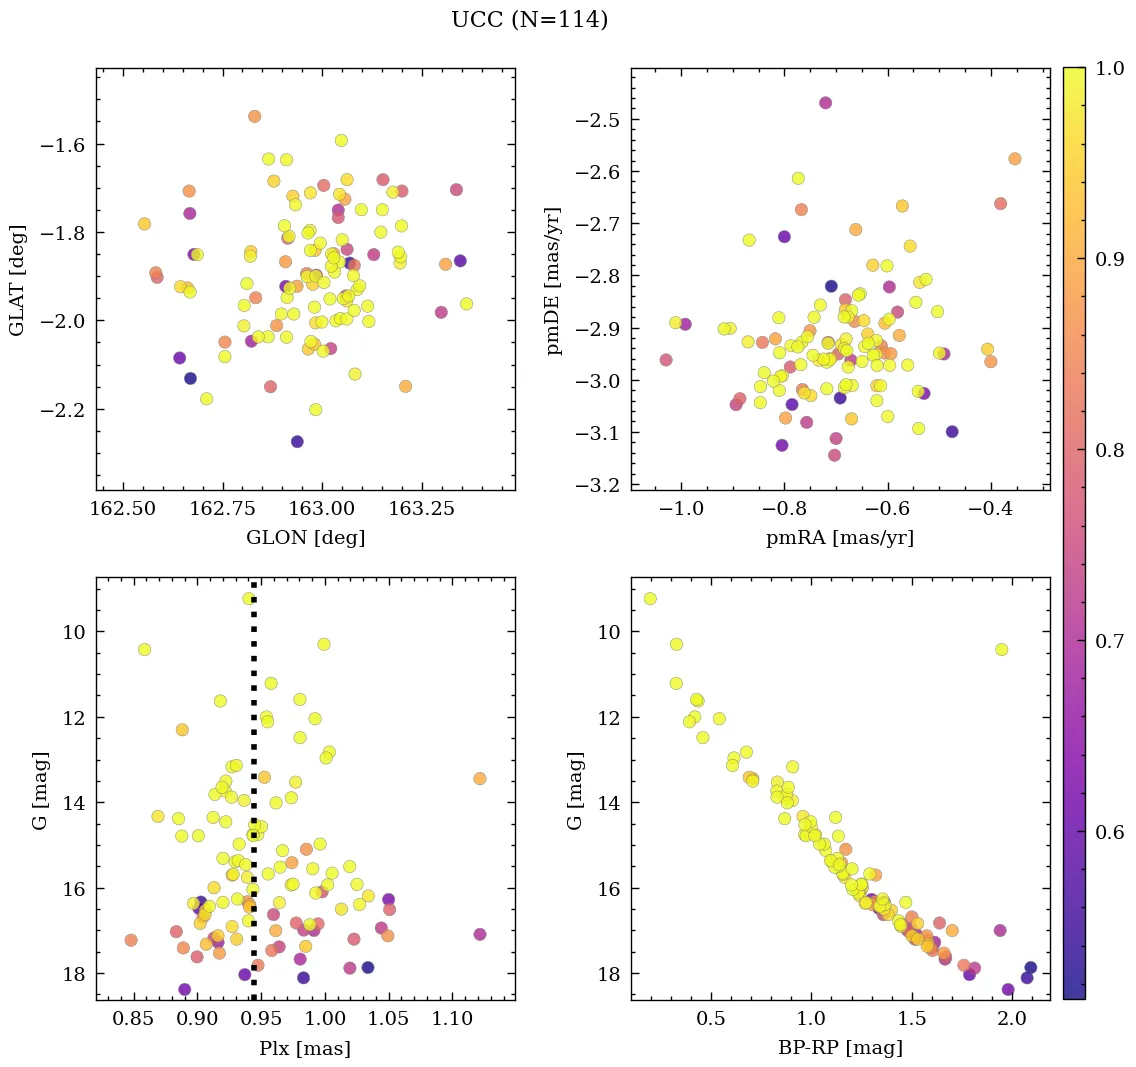 UCC (N=114)
−1.6
−1.8
−2.0
−2.2
GLAT [deg]
162.50 162.75 163.00 163.25
GLON [deg]
−2.5
−2.6
−2.7
−2.8
−2.9
−3.0
−3.1
−3.2
pmDE [mas/yr]
−1.0 −0.8 −0.6 −0.4
pmRA [mas/yr]
1.0
0.9
0.8
0.7
0.6
10
12
14
16
18
G [mag]
0.85 0.90 0.95 1.00 1.05 1.10
Plx [mas]
10
12
14
16
18
G [mag]
0.5 1.0 1.5 2.0
BP-RP [mag]